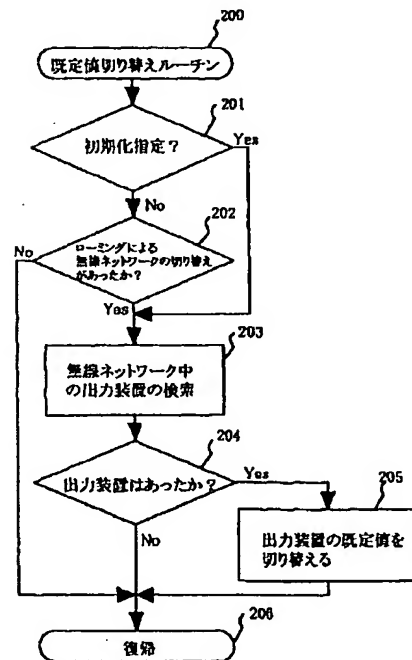 200
既定値切り替えルーチン
201
初期化指定？
Yes
No
202
No
ローミングによる
無線ネットワークの切り替え
があったか？
Yes
203
無線ネットワーク中
の出力装置の検索
204
出力装置はあったか？
Yes
205
No
出力装置の既定値を
切り替える
206
復帰